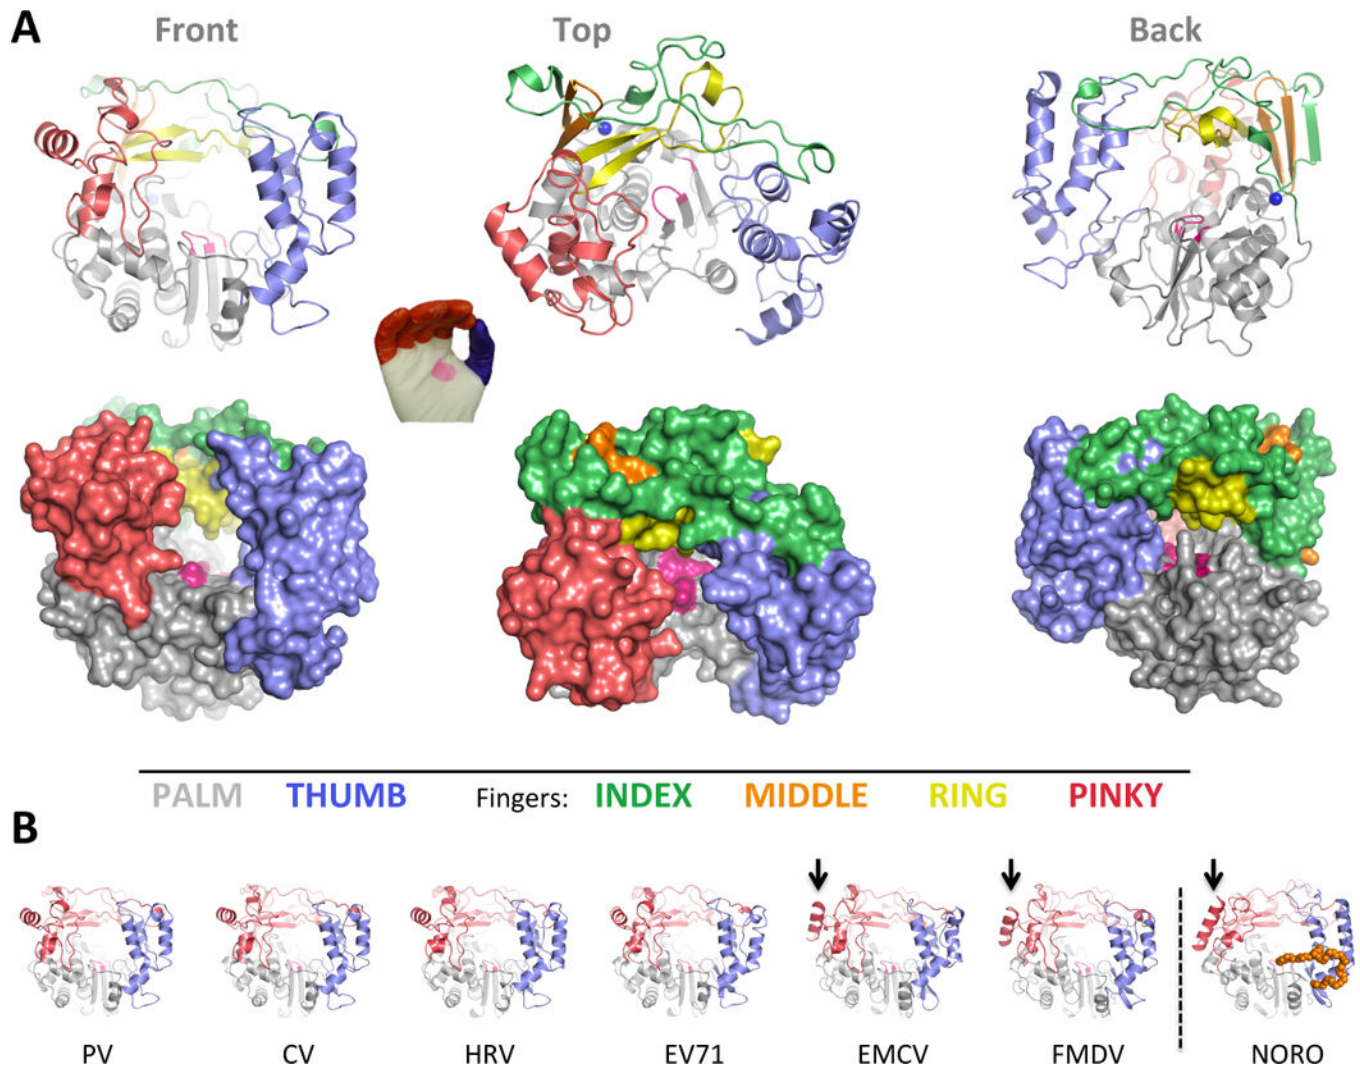 A
Front Top Back
PALM THUMB Fingers: INDEX MIDDLE RING PINKY
B
PV CV HRV EV71 EMCV FMDV NORO